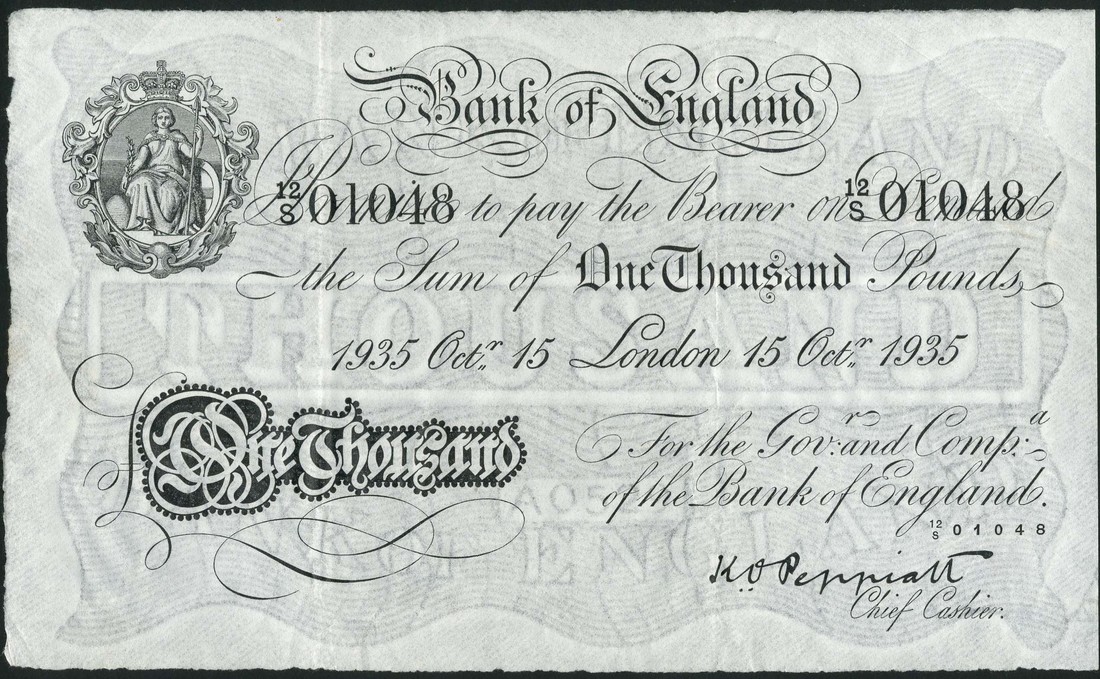 Bank of England
12/S 01048 to pay the Bearer on 12/S 01048
the Sum of One Thousand Pounds
1935 Octr. 15 London 15 Octr. 1935
One Thousand
For the Govr: and Compa:
of the Bank of England.
12/S 01048
K O Peppiatt
Chief Cashier.
THOUSAND